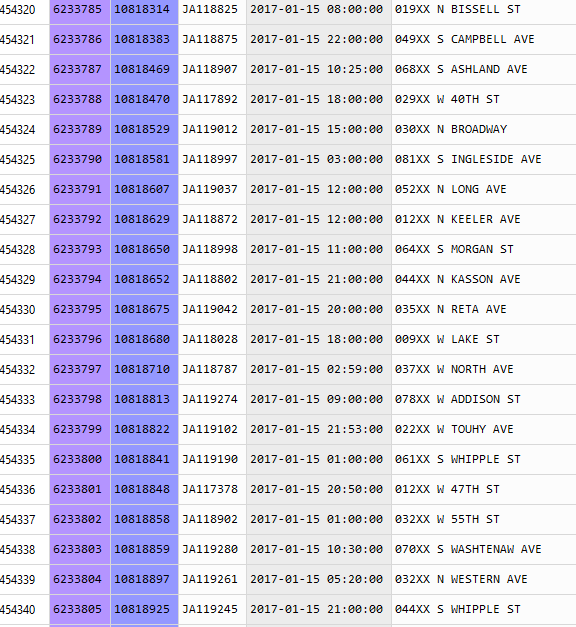 454320 6233785 10818314 JA118825 2017-01-15 08:00:00 019XX N BISSELL ST
454321 6233786 10818383 JA118875 2017-01-15 22:00:00 049XX S CAMPBELL AVE
454322 6233787 10818469 JA118907 2017-01-15 10:25:00 068XX S ASHLAND AVE
454323 6233788 10818470 JA117892 2017-01-15 18:00:00 029XX W 40TH ST
454324 6233789 10818529 JA119012 2017-01-15 15:00:00 030XX N BROADWAY
454325 6233790 10818581 JA118997 2017-01-15 03:00:00 081XX S INGLESIDE AVE
454326 6233791 10818607 JA119037 2017-01-15 12:00:00 052XX N LONG AVE
454327 6233792 10818629 JA118872 2017-01-15 12:00:00 012XX N KEELER AVE
454328 6233793 10818650 JA118998 2017-01-15 11:00:00 064XX S MORGAN ST
454329 6233794 10818652 JA118802 2017-01-15 21:00:00 044XX N KASSON AVE
454330 6233795 10818675 JA119042 2017-01-15 20:00:00 035XX N RETA AVE
454331 6233796 10818680 JA118028 2017-01-15 18:00:00 009XX W LAKE ST
454332 6233797 10818710 JA118787 2017-01-15 02:59:00 037XX W NORTH AVE
454333 6233798 10818813 JA119274 2017-01-15 09:00:00 078XX W ADDISON ST
454334 6233799 10818822 JA119102 2017-01-15 21:53:00 022XX W TOUHY AVE
454335 6233800 10818841 JA119190 2017-01-15 01:00:00 061XX S WHIPPLE ST
454336 6233801 10818848 JA117378 2017-01-15 20:50:00 012XX W 47TH ST
454337 6233802 10818858 JA118902 2017-01-15 01:00:00 032XX W 55TH ST
454338 6233803 10818859 JA119280 2017-01-15 10:30:00 070XX S WASHTENAW AVE
454339 6233804 10818897 JA119261 2017-01-15 05:20:00 032XX N WESTERN AVE
454340 6233805 10818925 JA119245 2017-01-15 21:00:00 044XX S WHIPPLE ST